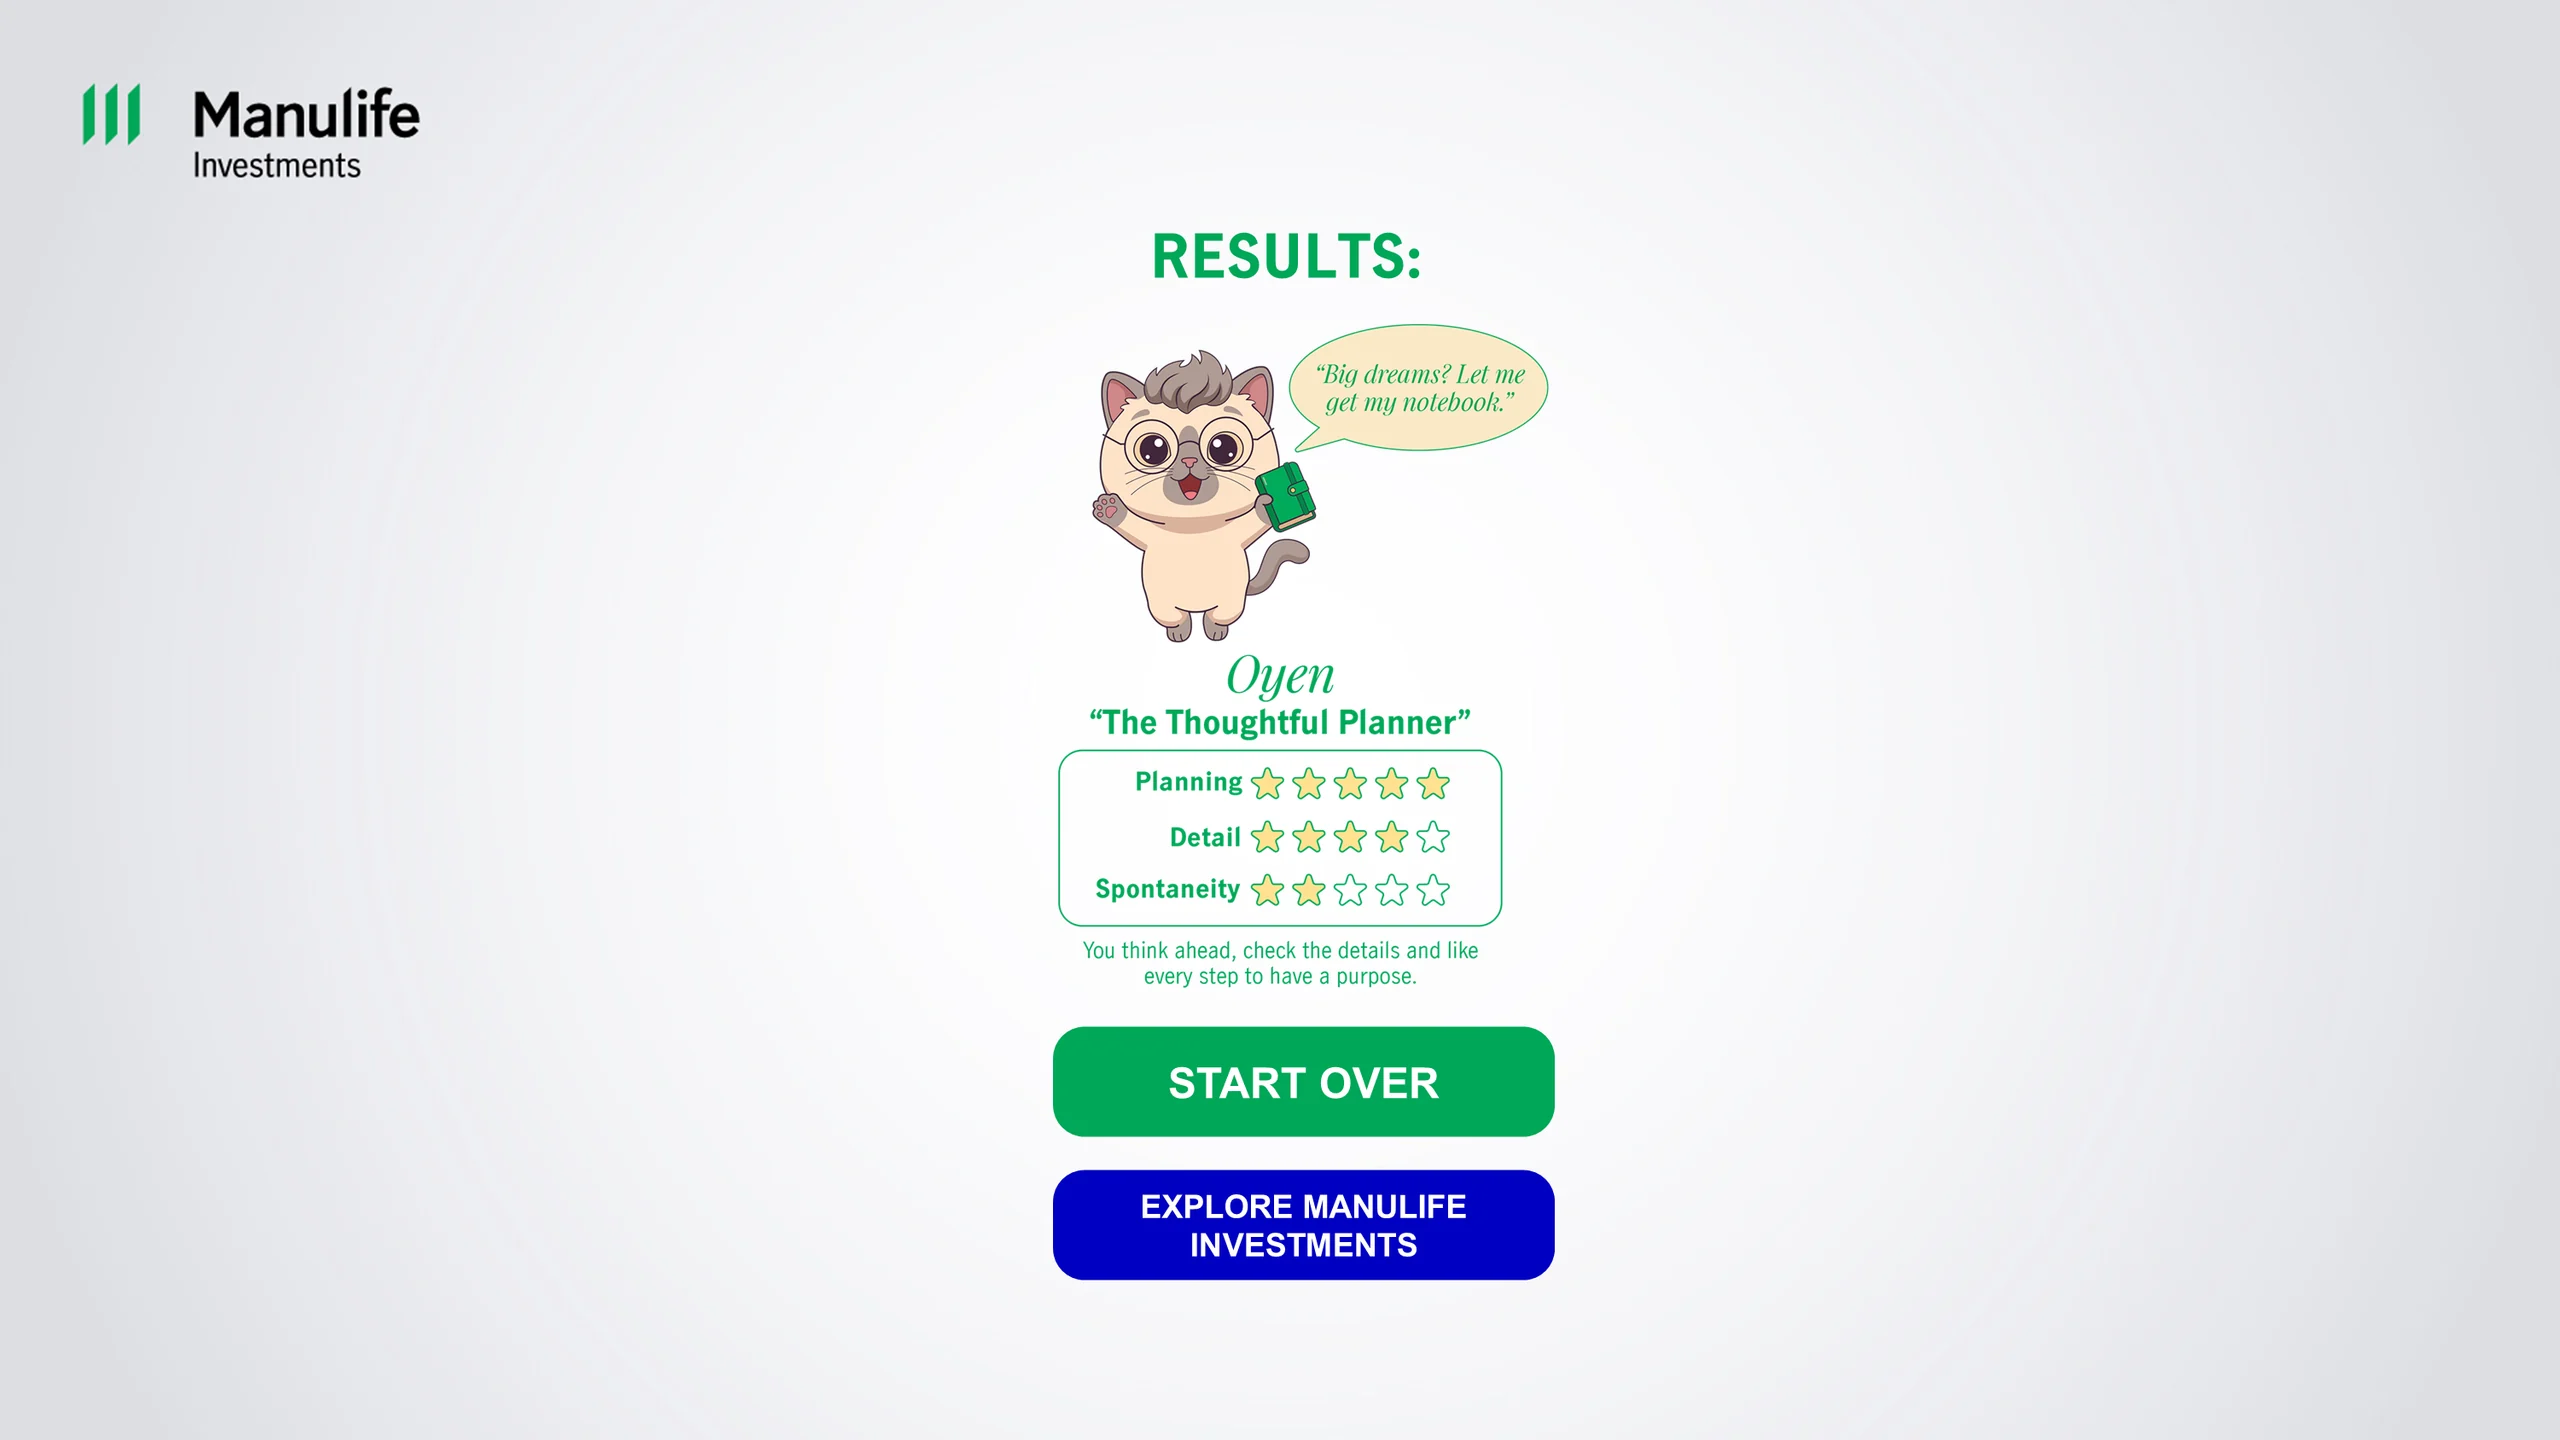 Manulife
Investments
RESULTS:
“Big dreams? Let me
get my notebook.”
Oyen
“The Thoughtful Planner”
Planning
Detail
Spontaneity
You think ahead, check the details and like
every step to have a purpose.
START OVER
EXPLORE MANULIFE
INVESTMENTS